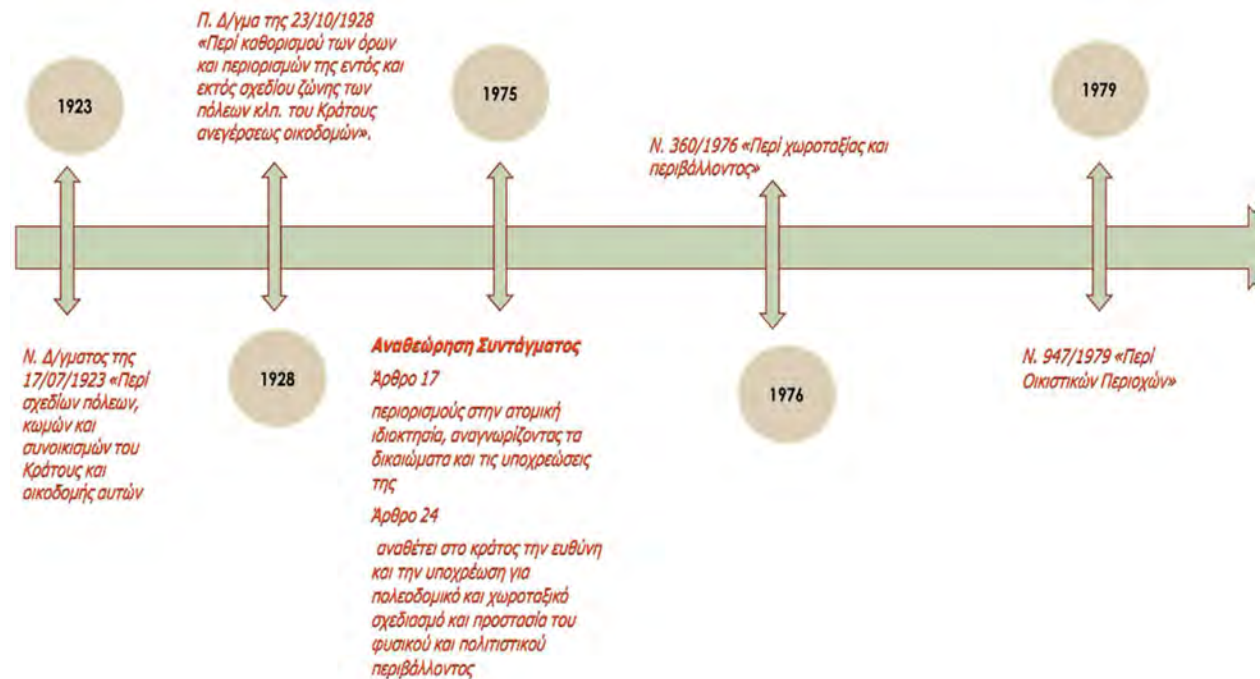 1923
Ν. Δ/γματος της
17/07/1923 «Περί
σχεδίων πόλεων,
κωμών και
συνοικισμών του
Κράτους και
οικοδομής αυτών
Π. Δ/γμα της 23/10/1928
«Περί καθορισμού των όρων
και περιορισμών της εντός και
εκτός σχεδίου ζώνης των
πόλεων κλπ. του Κράτους
ανεγέρσεως οικοδομών».
1928
1975
Αναθεώρηση Συντάγματος
Άρθρο 17
περιορισμούς στην ατομική
ιδιοκτησία, αναγνωρίζοντας τα
δικαιώματα και τις υποχρεώσεις
της
Άρθρο 24
αναθέτει στο κράτος την ευθύνη
και την υποχρέωση για
πολεοδομικό και χωροταξικό
σχεδιασμό και προστασία του
φυσικού και πολιτιστικού
περιβάλλοντος
Ν. 360/1976 «Περί χωροταξίας και
περιβάλλοντος»
1976
1979
Ν. 947/1979 «Περί
Οικιστικών Περιοχών»